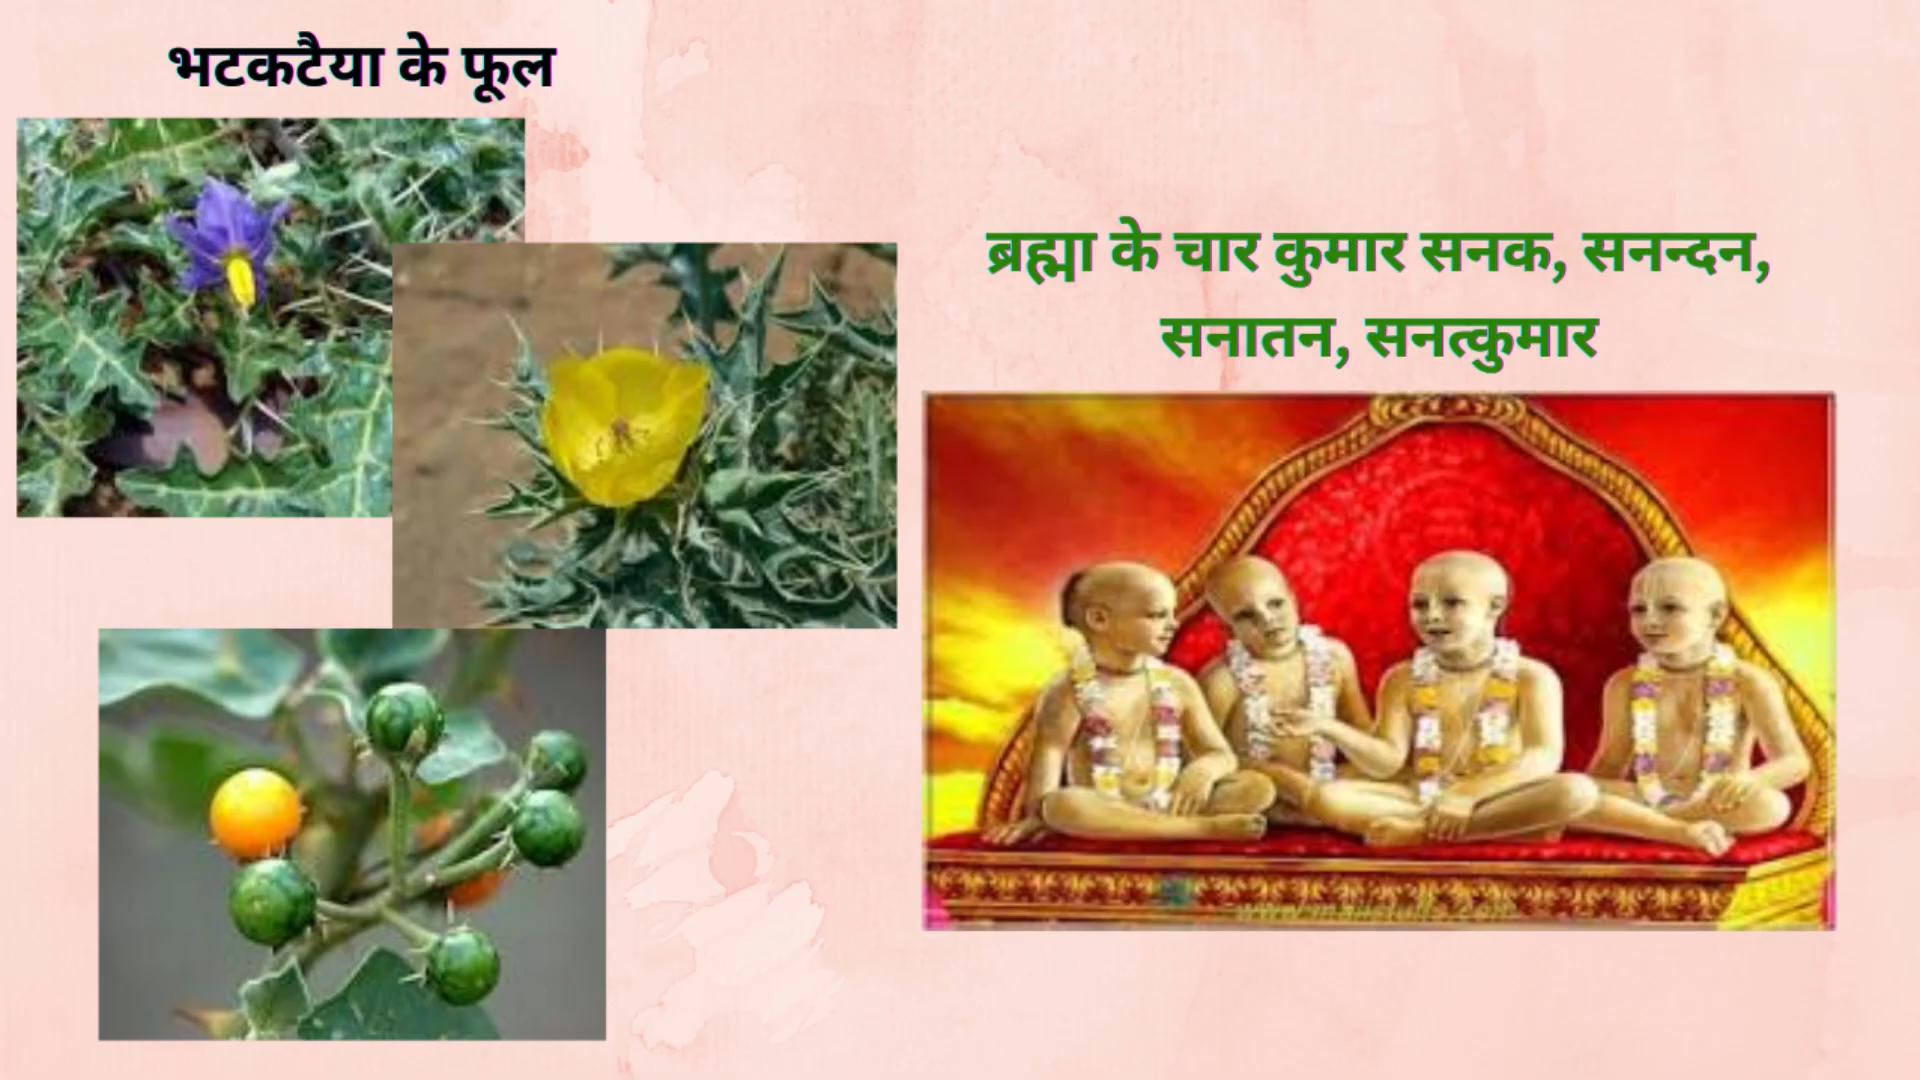 भटकटैया के फूल
ब्रह्मा के चार कुमार सनक, सनन्दन,
सनातन, सनत्कुमार